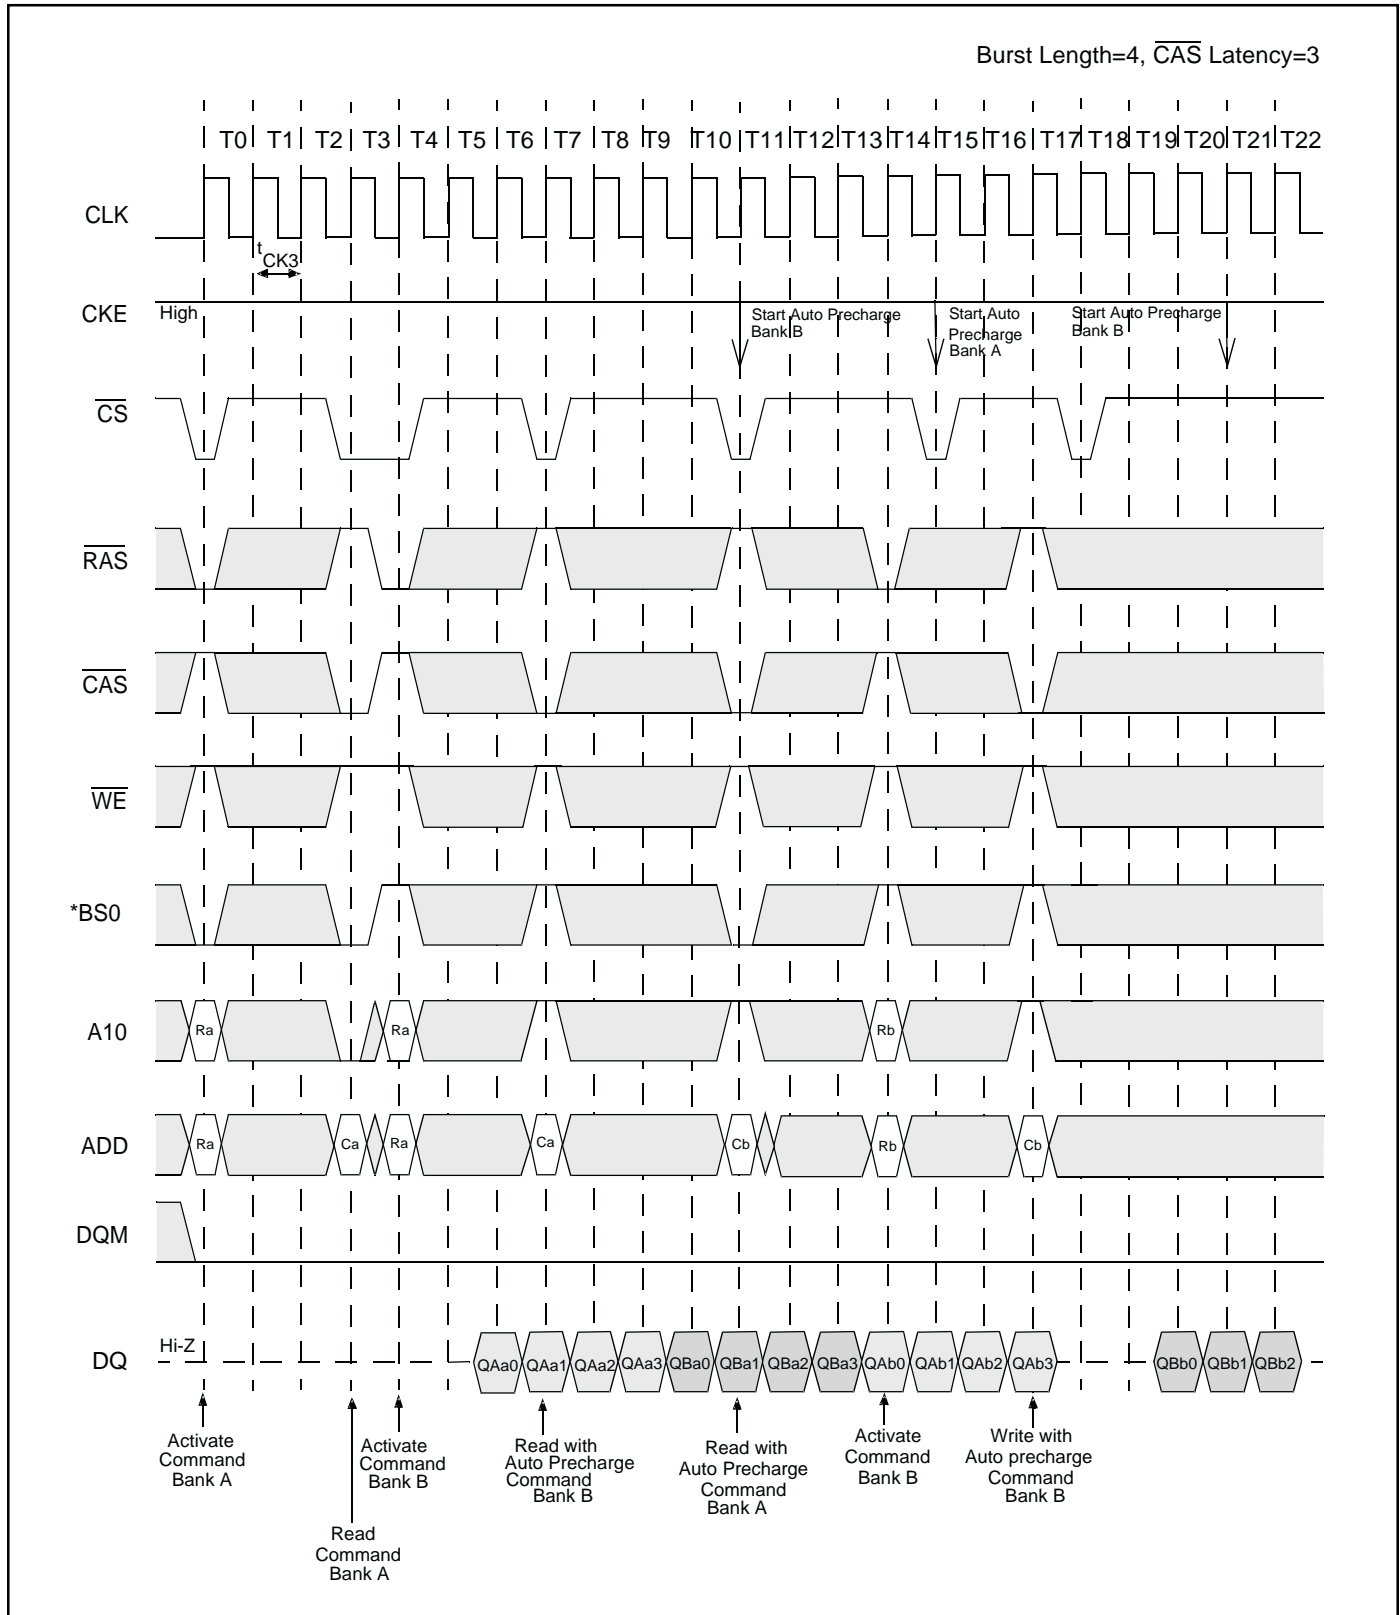 Burst Length=4, CAS Latency=3
T0 T1 T2 T3 T4 T5 T6 T7 T8 T9 T10 T11 T12 T13 T14 T15 T16 T17 T18 T19 T20 T21 T22
CLK
tCK3
CKE
High
Start Auto Precharge
Bank B
Start Auto
Precharge
Bank A
Start Auto Precharge
Bank B
CS
RAS
CAS
WE
*BS0
A10
Ra Ra Rb
ADD
Ra Ca Ra Ca Cb Rb Cb
DQM
DQ
Hi-Z
QAa0 QAa1 QAa2 QAa3 QBa0 QBa1 QBa2 QBa3 QAb0 QAb1 QAb2 QAb3 QBb0 QBb1 QBb2
Activate
Command
Bank A
Read
Command
Bank A
Activate
Command
Bank B
Read with
Auto Precharge
Command
Bank B
Read with
Auto Precharge
Command
Bank A
Activate
Command
Bank B
Write with
Auto precharge
Command
Bank B